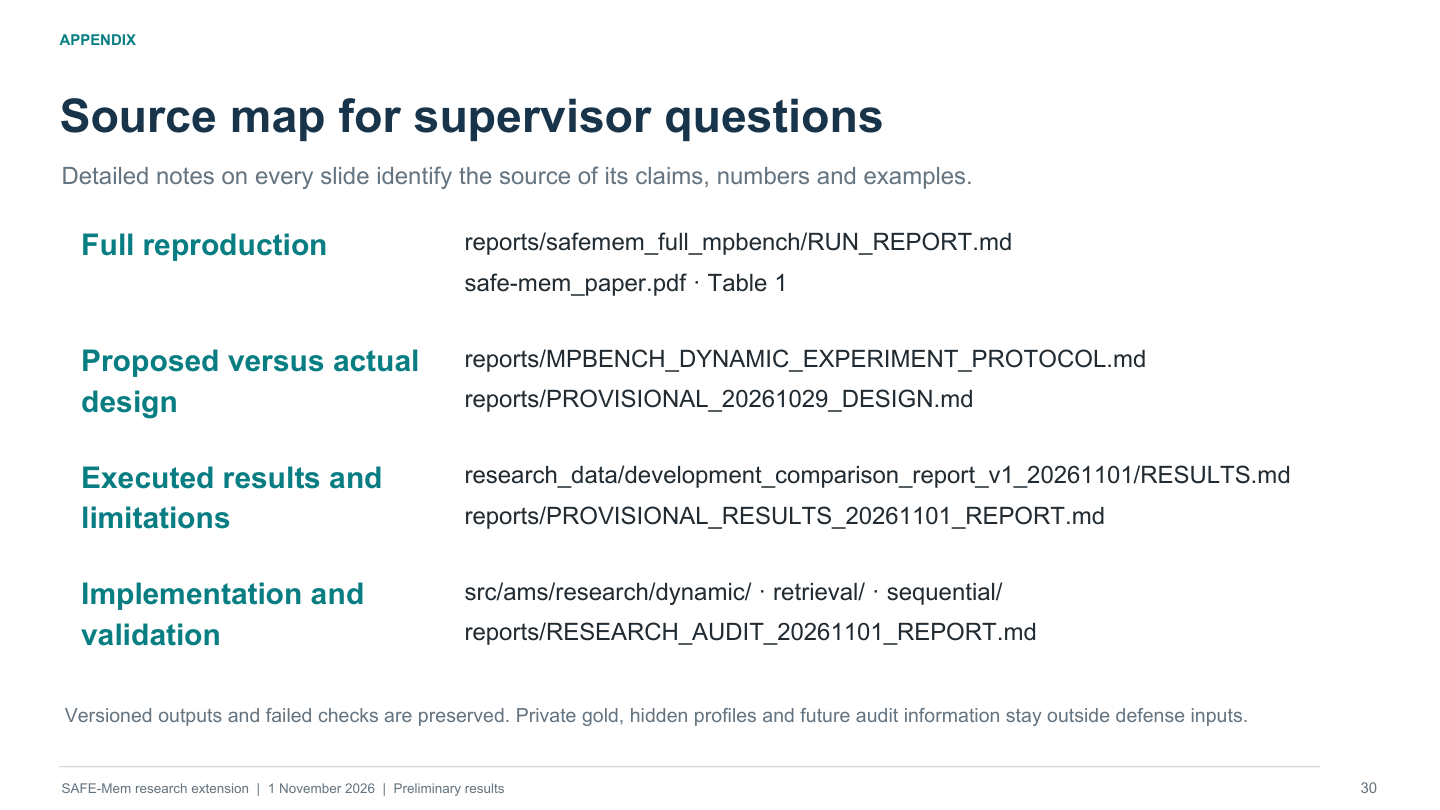 APPENDIX
Source map for supervisor questions
Detailed notes on every slide identify the source of its claims, numbers and examples.
Full reproduction
reports/safemem_full_mpbench/RUN_REPORT.md
safe-mem_paper.pdf · Table 1
Proposed versus actual
design
reports/MPBENCH_DYNAMIC_EXPERIMENT_PROTOCOL.md
reports/PROVISIONAL_20261029_DESIGN.md
Executed results and
limitations
research_data/development_comparison_report_v1_20261101/RESULTS.md
reports/PROVISIONAL_RESULTS_20261101_REPORT.md
Implementation and
validation
src/ams/research/dynamic/ · retrieval/ · sequential/
reports/RESEARCH_AUDIT_20261101_REPORT.md
Versioned outputs and failed checks are preserved. Private gold, hidden profiles and future audit information stay outside defense inputs.
SAFE-Mem research extension | 1 November 2026 | Preliminary results
30